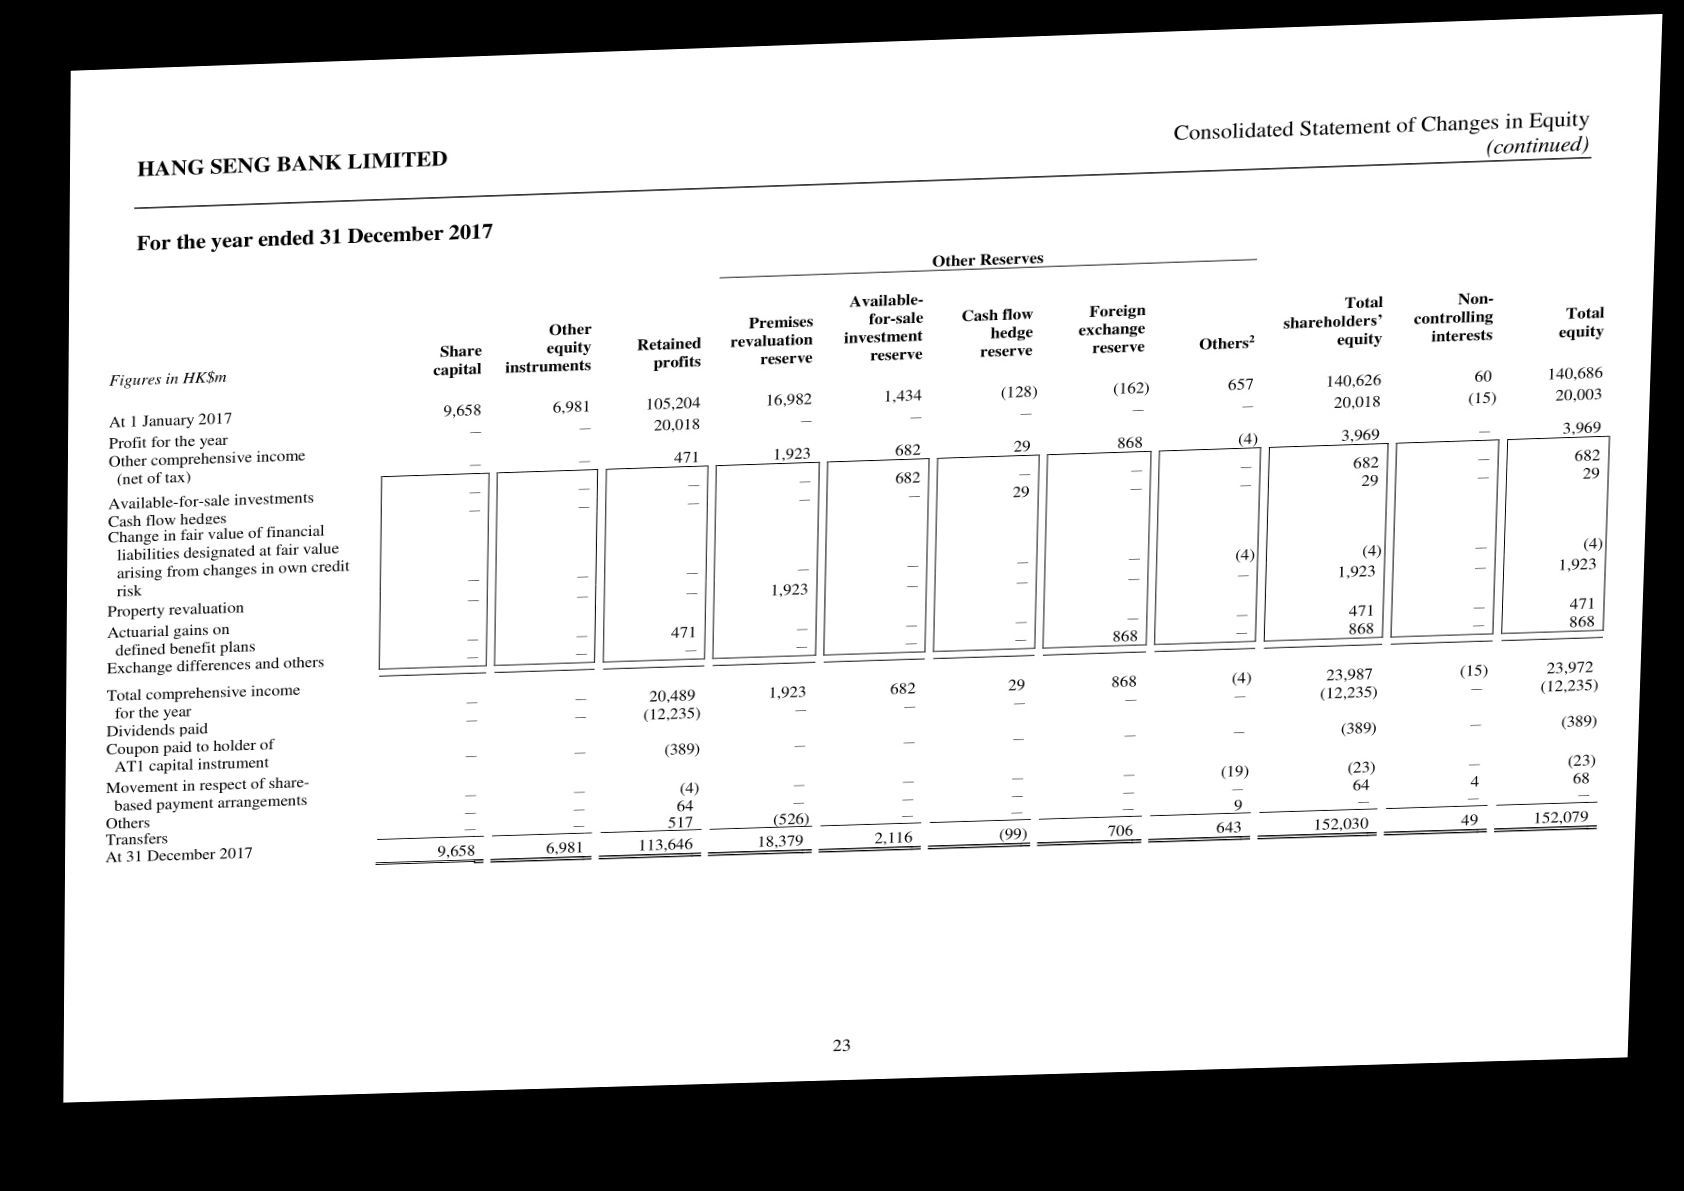 HANG SENG BANK LIMITED
Consolidated Statement of Changes in Equity
(continued)
For the year ended 31 December 2017
Other Reserves
Figures in HK$m Share capital Other equity instruments Retained profits Premises revaluation reserve Available-for-sale investment reserve Cash flow hedge reserve Foreign exchange reserve Others² Total shareholders’ equity Non-controlling interests Total equity
At 1 January 2017 9,658 6,981 105,204 16,982 1,434 (128) (162) 657 140,626 60 140,686
Profit for the year — — 20,018 — — — — — 20,018 (15) 20,003
Other comprehensive income
(net of tax) — — 471 1,923 682 29 868 (4) 3,969 — 3,969
Available-for-sale investments — — — — 682 — — — 682 — 682
Cash flow hedges — — — — — 29 — — 29 — 29
Change in fair value of financial
liabilities designated at fair value
arising from changes in own credit
risk — — — — — — — (4) (4) — (4)
Property revaluation — — — 1,923 — — — — 1,923 — 1,923
Actuarial gains on
defined benefit plans — — 471 — — — — — 471 — 471
Exchange differences and others — — — — — — 868 — 868 — 868
Total comprehensive income
for the year — — 20,489 1,923 682 29 868 (4) 23,987 (15) 23,972
Dividends paid — — (12,235) — — — — — (12,235) — (12,235)
Coupon paid to holder of
AT1 capital instrument — — (389) — — — — — (389) — (389)
Movement in respect of share-
based payment arrangements — — (4) — — — — (19) (23) — (23)
Others — — 64 — — — — — 64 4 68
Transfers — — 517 (526) — — — 9 — — —
At 31 December 2017 9,658 6,981 113,646 18,379 2,116 (99) 706 643 152,030 49 152,079
23